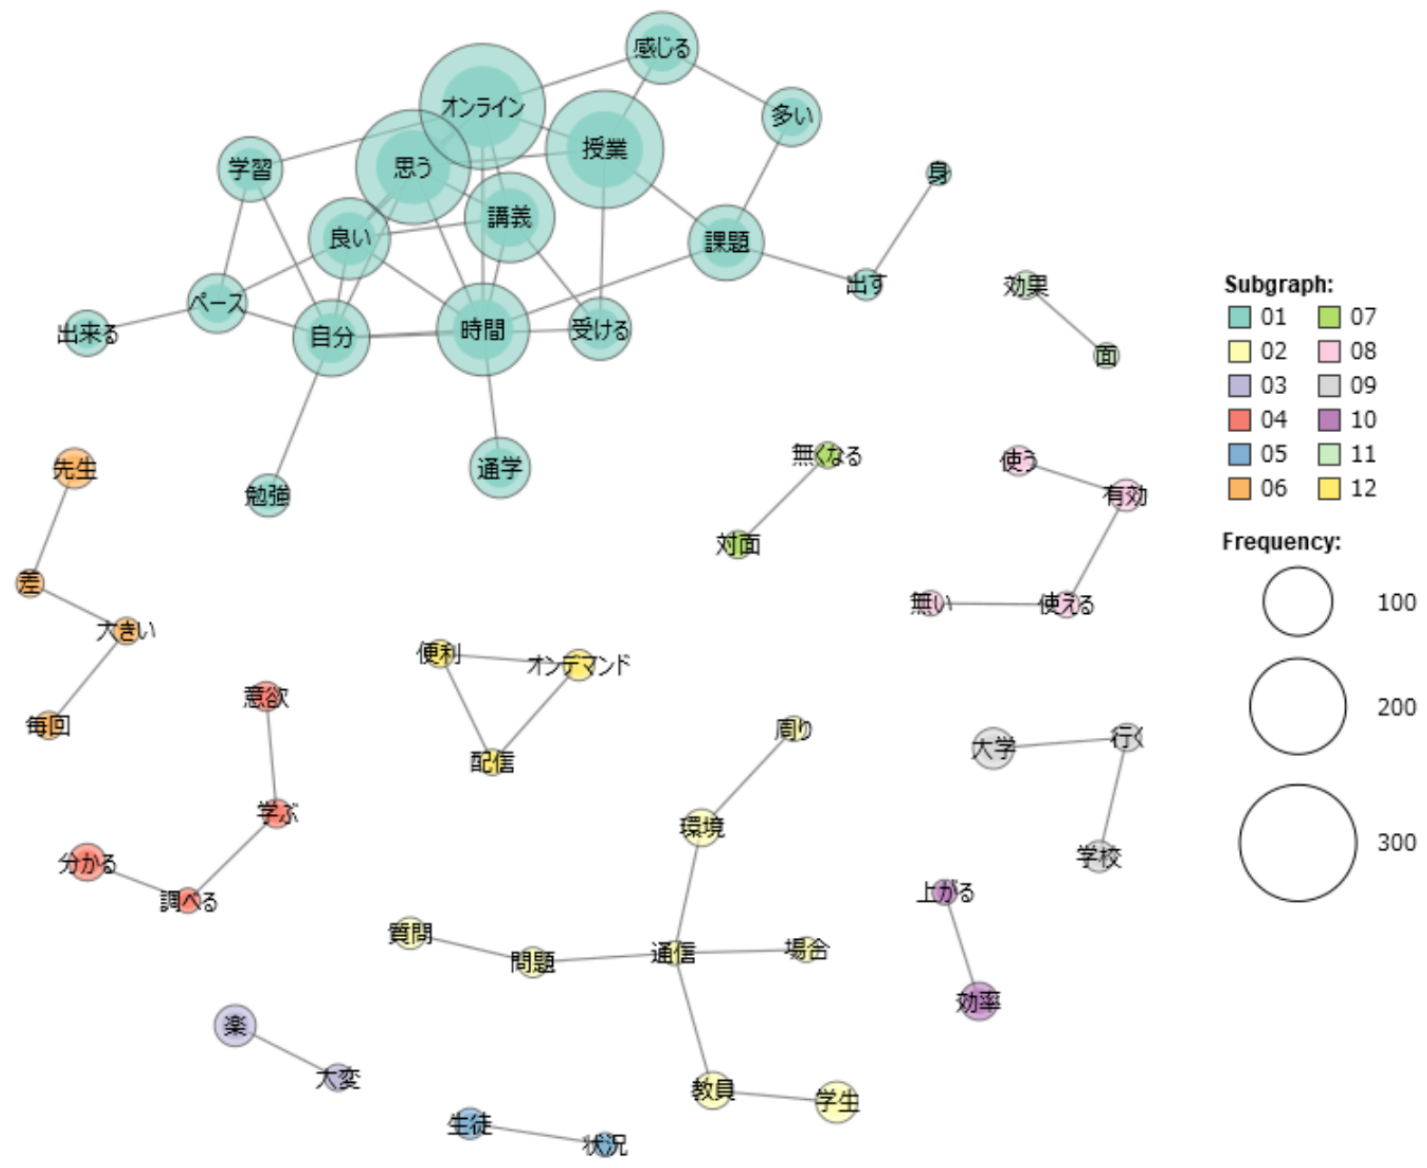 感じる
オンライン
多い
授業
思う
学習
身
講義
良い
課題
出す
効果
ペース
出来る
自分
時間
受ける
面
先生
勉強
通学
無くなる
使う
有効
対面
差
大きい
無い
使える
毎回
便利
オンデマンド
配信
意欲
学ぶ
分かる
調べる
周り
環境
大学
行く
学校
上がる
効率
質問
問題
通信
場合
楽
大変
教員
学生
生徒
状況
Subgraph:
01 07
02 08
03 09
04 10
05 11
06 12
Frequency:
100
200
300